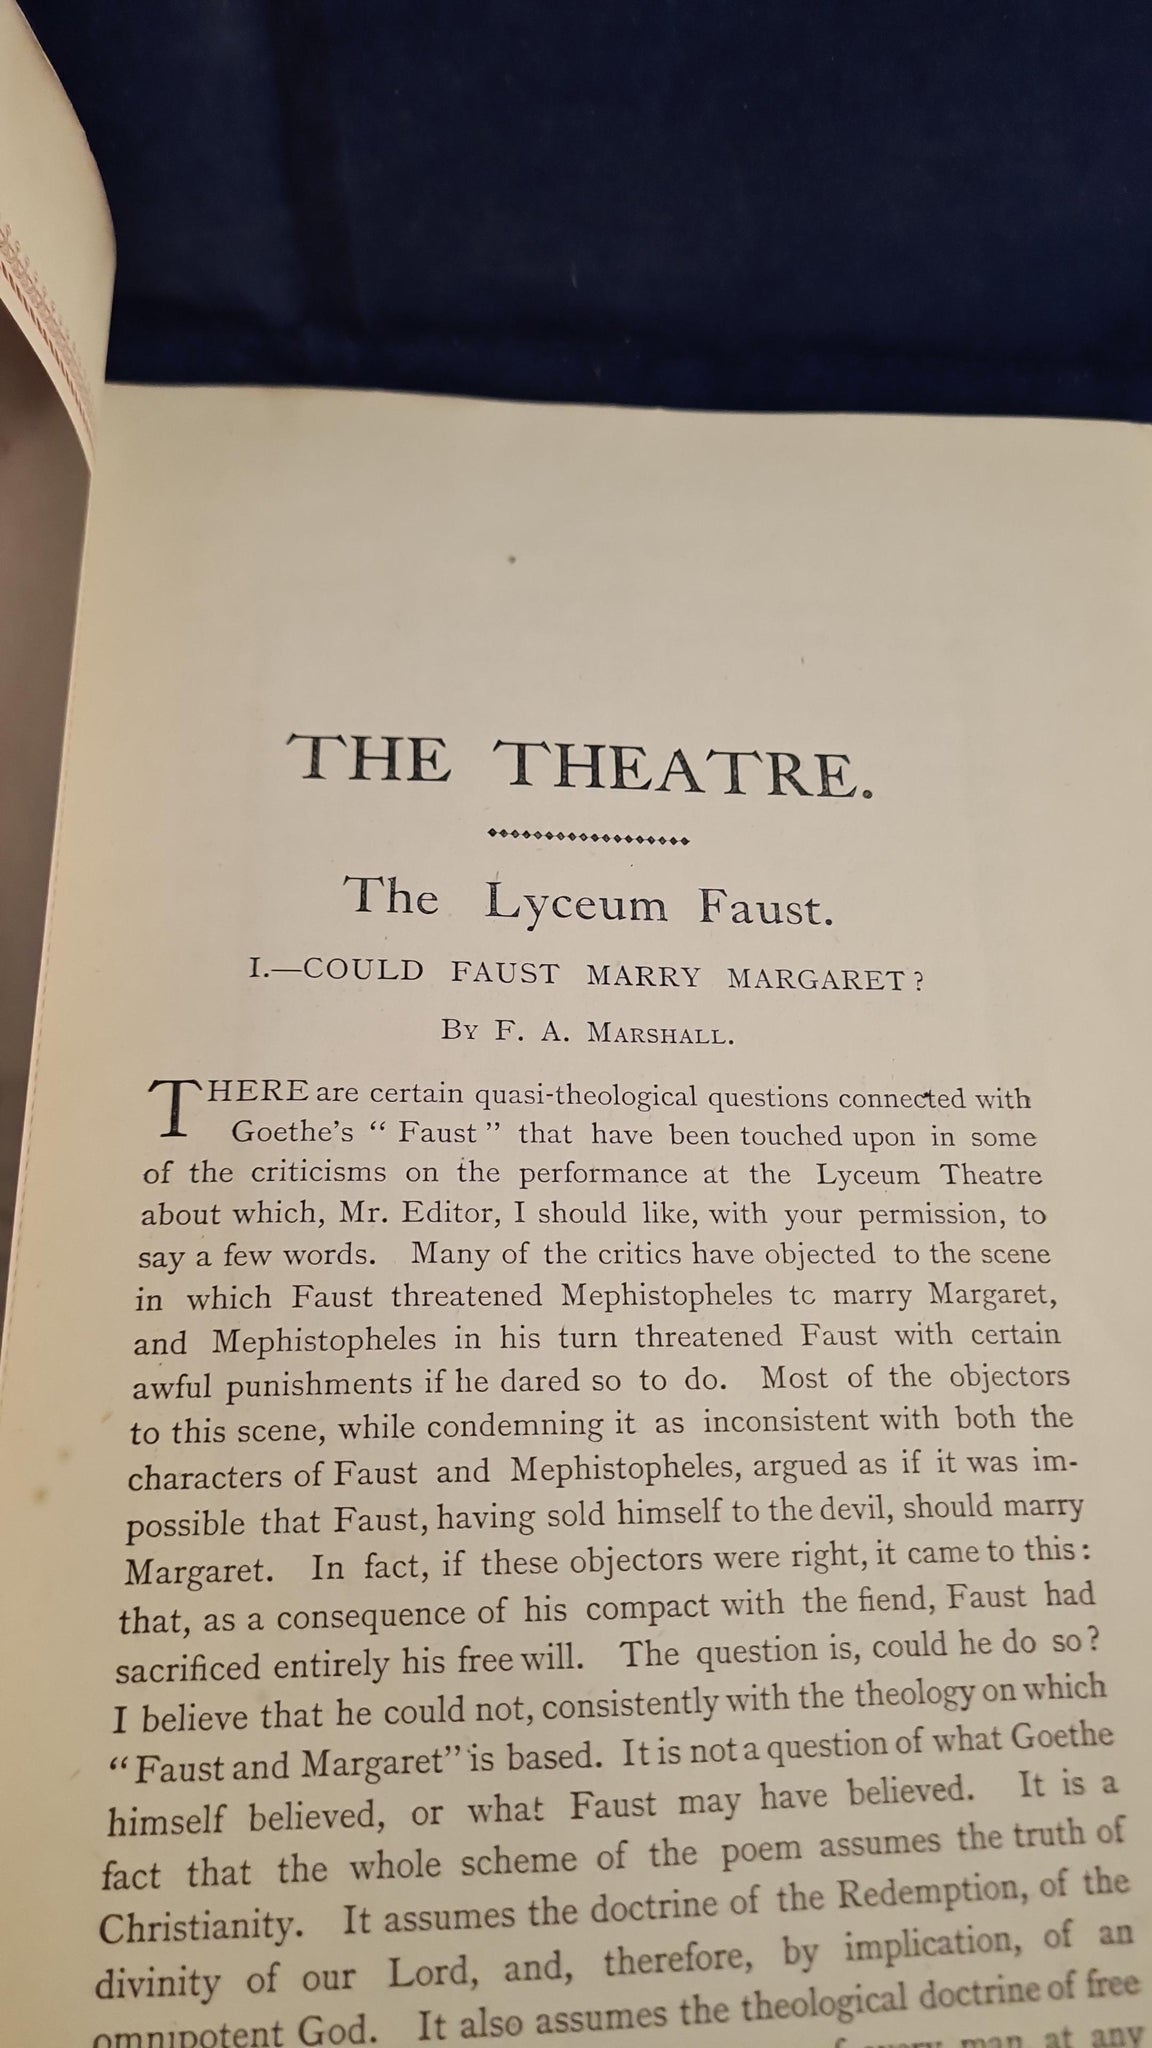 THE THEATRE.
The Lyceum Faust.
I.—COULD FAUST MARRY MARGARET?
BY F. A. MARSHALL.
THERE are certain quasi-theological questions connected with
Goethe's "Faust" that have been touched upon in some
of the criticisms on the performance at the Lyceum Theatre
about which, Mr. Editor, I should like, with your permission, to
say a few words. Many of the critics have objected to the scene
in which Faust threatened Mephistopheles tc marry Margaret,
and Mephistopheles in his turn threatened Faust with certain
awful punishments if he dared so to do. Most of the objectors
to this scene, while condemning it as inconsistent with both the
characters of Faust and Mephistopheles, argued as if it was im-
possible that Faust, having sold himself to the devil, should marry
Margaret. In fact, if these objectors were right, it came to this:
that, as a consequence of his compact with the fiend, Faust had
sacrificed entirely his free will. The question is, could he do so?
I believe that he could not, consistently with the theology on which
"Faust and Margaret" is based. It is not a question of what Goethe
himself believed, or what Faust may have believed. It is a
fact that the whole scheme of the poem assumes the truth of
Christianity. It assumes the doctrine of the Redemption, of the
divinity of our Lord, and, therefore, by implication, of an
omnipotent God. It also assumes the theological doctrine of free
every man at any